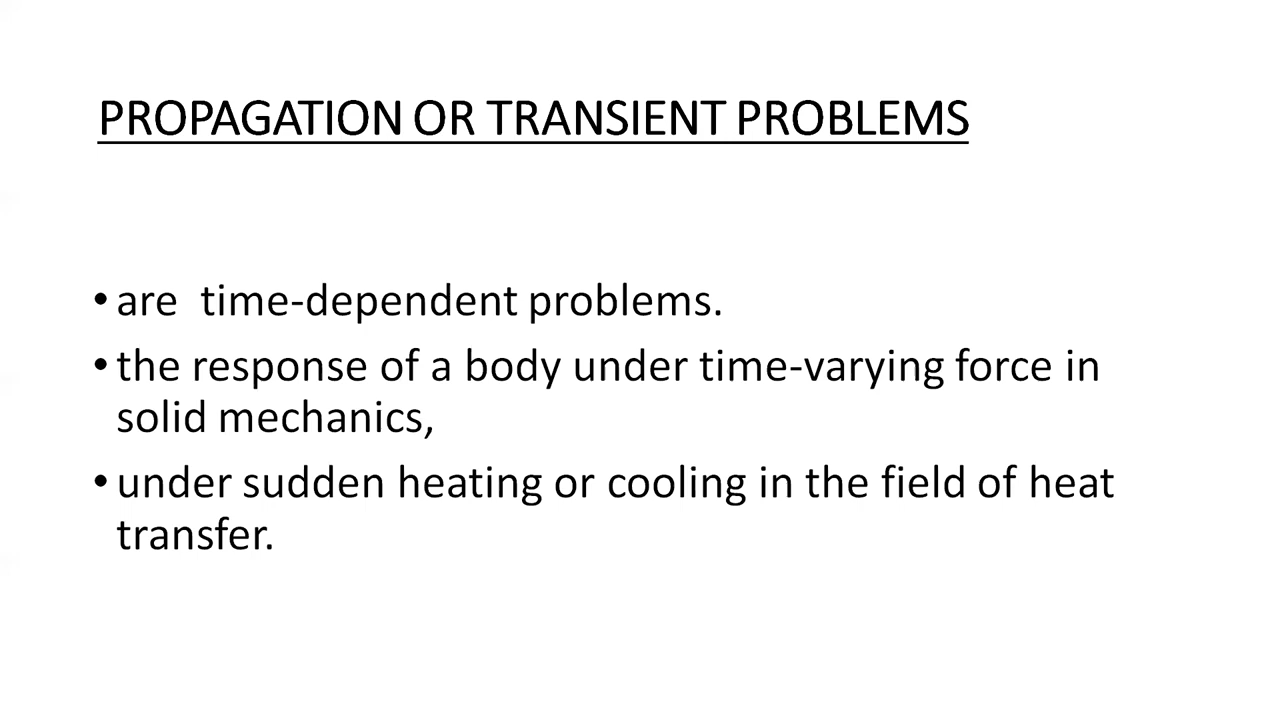 PROPAGATION OR TRANSIENT PROBLEMS
• are  time-dependent problems.
• the response of a body under time-varying force in
solid mechanics,
• under sudden heating or cooling in the field of heat
transfer.